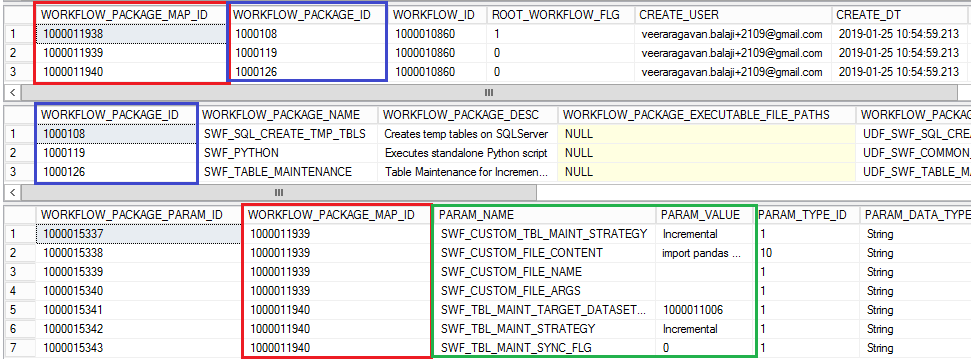 WORKFLOW_PACKAGE_MAP_ID WORKFLOW_PACKAGE_ID WORKFLOW_ID ROOT_WORKFLOW_FLG CREATE_USER CREATE_DT
1 1000011938 1000108 1000010860 1 veeraragavan.balaji+2109@gmail.com 2019-01-25 10:54:59.213
2 1000011939 1000119 1000010860 0 veeraragavan.balaji+2109@gmail.com 2019-01-25 10:54:59.213
3 1000011940 1000126 1000010860 0 veeraragavan.balaji+2109@gmail.com 2019-01-25 10:54:59.213
WORKFLOW_PACKAGE_ID WORKFLOW_PACKAGE_NAME WORKFLOW_PACKAGE_DESC WORKFLOW_PACKAGE_EXECUTABLE_FILE_PATHS WORKFLOW_PACKAG
1 1000108 SWF_SQL_CREATE_TMP_TBLS Creates temp tables on SQLServer NULL UDF_SWF_SQL_CREA
2 1000119 SWF_PYTHON Executes standalone Python script NULL UDF_SWF_COMMON_
3 1000126 SWF_TABLE_MAINTENANCE Table Maintenance for Incremen... NULL UDF_SWF_TABLE_MA
WORKFLOW_PACKAGE_PARAM_ID WORKFLOW_PACKAGE_MAP_ID PARAM_NAME PARAM_VALUE PARAM_TYPE_ID PARAM_DATA_TYPE
1 1000015337 1000011939 SWF_CUSTOM_TBL_MAINT_STRATEGY Incremental 1 String
2 1000015338 1000011939 SWF_CUSTOM_FILE_CONTENT import pandas ... 10 String
3 1000015339 1000011939 SWF_CUSTOM_FILE_NAME 1 String
4 1000015340 1000011939 SWF_CUSTOM_FILE_ARGS 1 String
5 1000015341 1000011940 SWF_TBL_MAINT_TARGET_DATASET... 1000011006 1 String
6 1000015342 1000011940 SWF_TBL_MAINT_STRATEGY Incremental 1 String
7 1000015343 1000011940 SWF_TBL_MAINT_SYNC_FLG 0 1 String